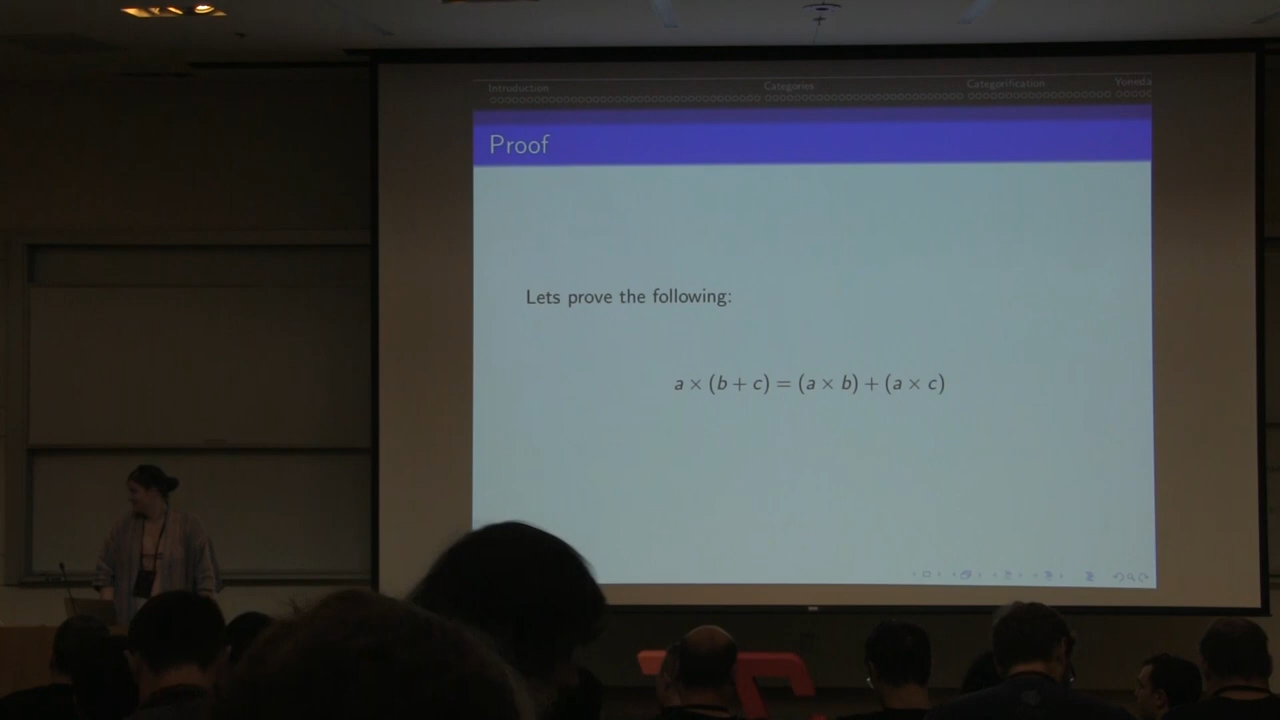 Introduction Categories Categorification Yoneda
Proof
Lets prove the following:
a × (b + c) = (a × b) + (a × c)